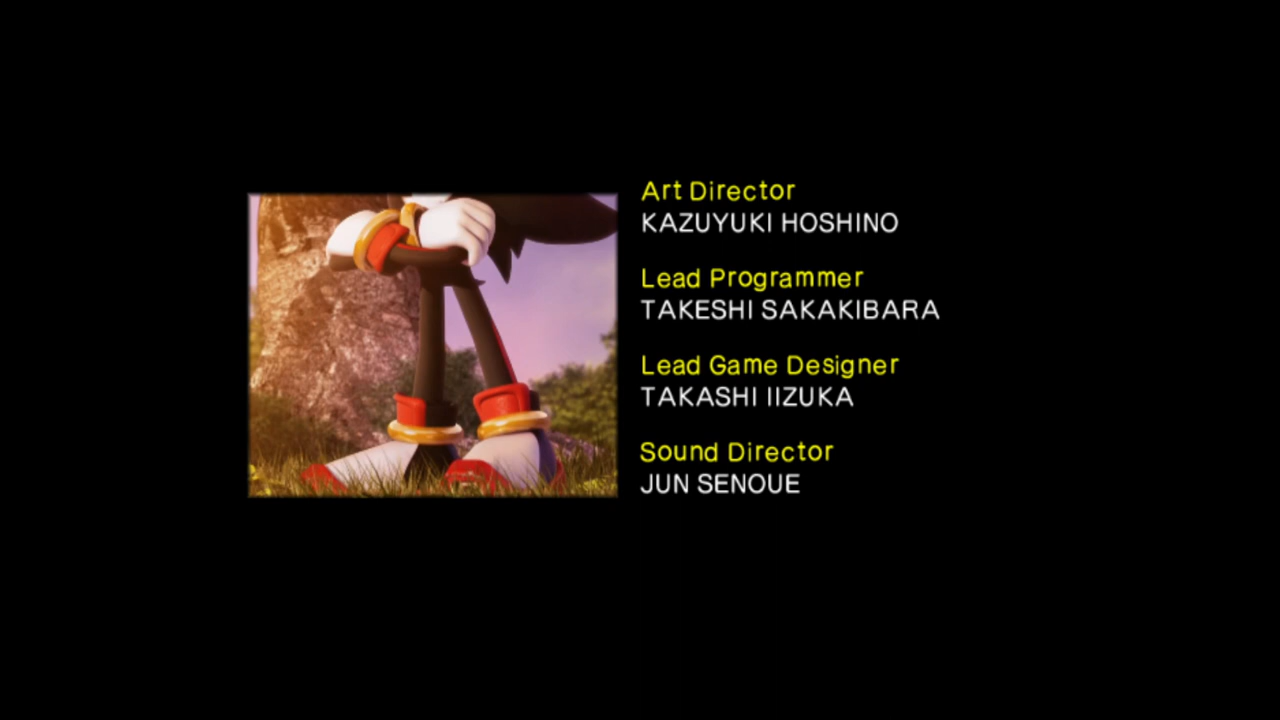 Art Director
KAZUYUKI HOSHINO
Lead Programmer
TAKESHI SAKAKIBARA
Lead Game Designer
TAKASHI IIZUKA
Sound Director
JUN SENOUE